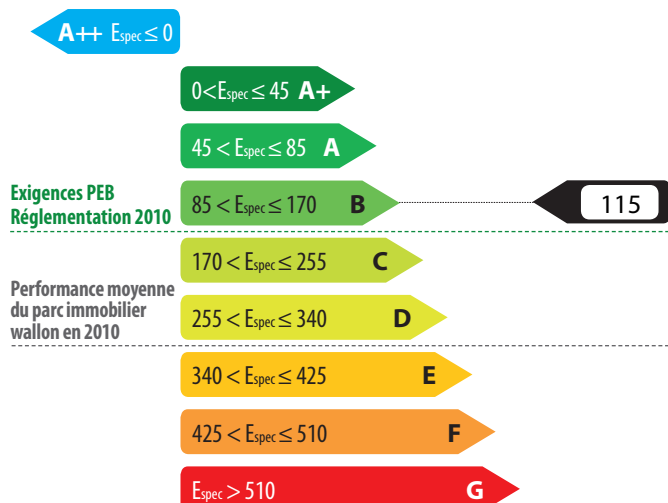 A++ Espec ≤ 0
0<Espec ≤ 45 A+
45 < Espec ≤ 85 A
Exigences PEB
Réglementation 2010
85 < Espec ≤ 170 B
115
170 < Espec ≤ 255 C
Performance moyenne
du parc immobilier
wallon en 2010
255 < Espec ≤ 340 D
340 < Espec ≤ 425 E
425 < Espec ≤ 510 F
Espec > 510 G